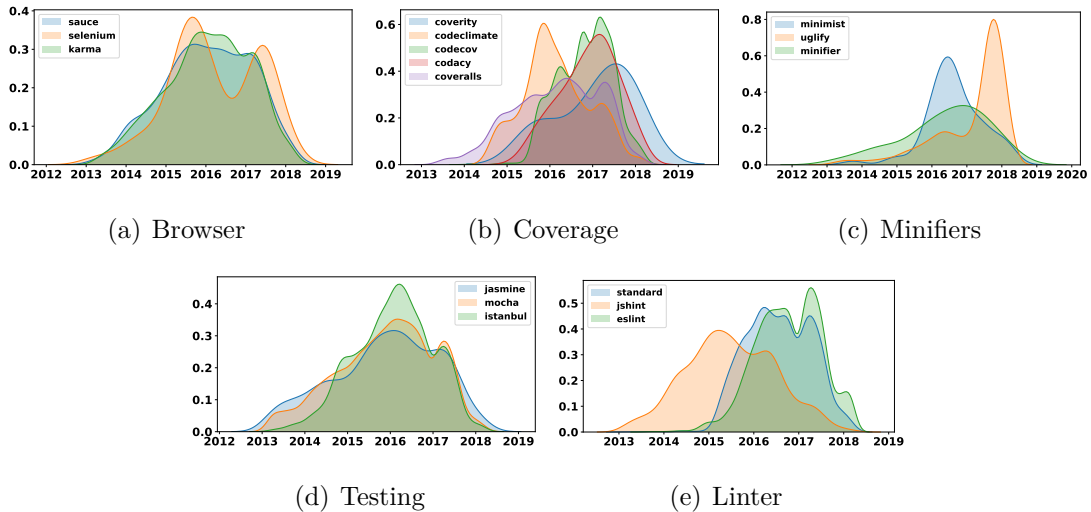 0.4
0.3
0.2
0.1
0.0
sauce
selenium
karma
2012 2013 2014 2015 2016 2017 2018 2019
(a) Browser
0.6
0.4
0.2
0.0
coverity
codeclimate
codecov
codacy
coveralls
2013 2014 2015 2016 2017 2018 2019
(b) Coverage
0.8
0.6
0.4
0.2
0.0
minimist
uglify
minifier
2012 2013 2014 2015 2016 2017 2018 2019 2020
(c) Minifiers
0.4
0.3
0.2
0.1
0.0
jasmine
mocha
istanbul
2012 2013 2014 2015 2016 2017 2018 2019
(d) Testing
0.5
0.4
0.3
0.2
0.1
0.0
standard
jshint
eslint
2013 2014 2015 2016 2017 2018 2019
(e) Linter